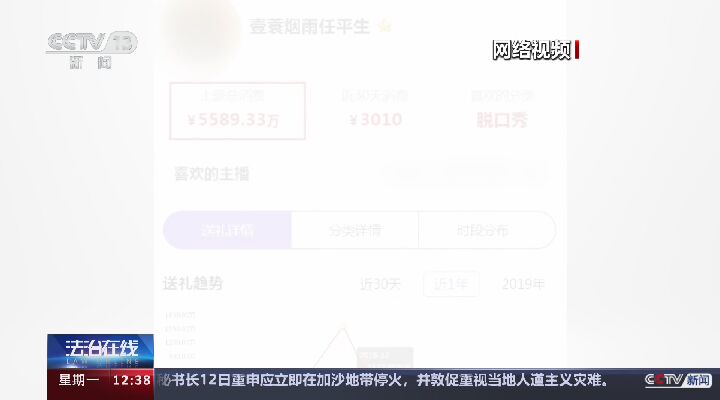 CCTV 13
新闻
壹蓑烟雨任平生
网络视频
上榜总消费
近30天消费
喜欢的分类
¥5589.33万
¥3010
脱口秀
喜欢的主播
送礼详情
分类详情
时段分布
送礼趋势
近30天
近1年
2019年
法治在线
LAW ONLINE
星期一 12:38
秘书长12日重申应立即在加沙地带停火，并敦促重视当地人道主义灾难。
CCTV 新闻